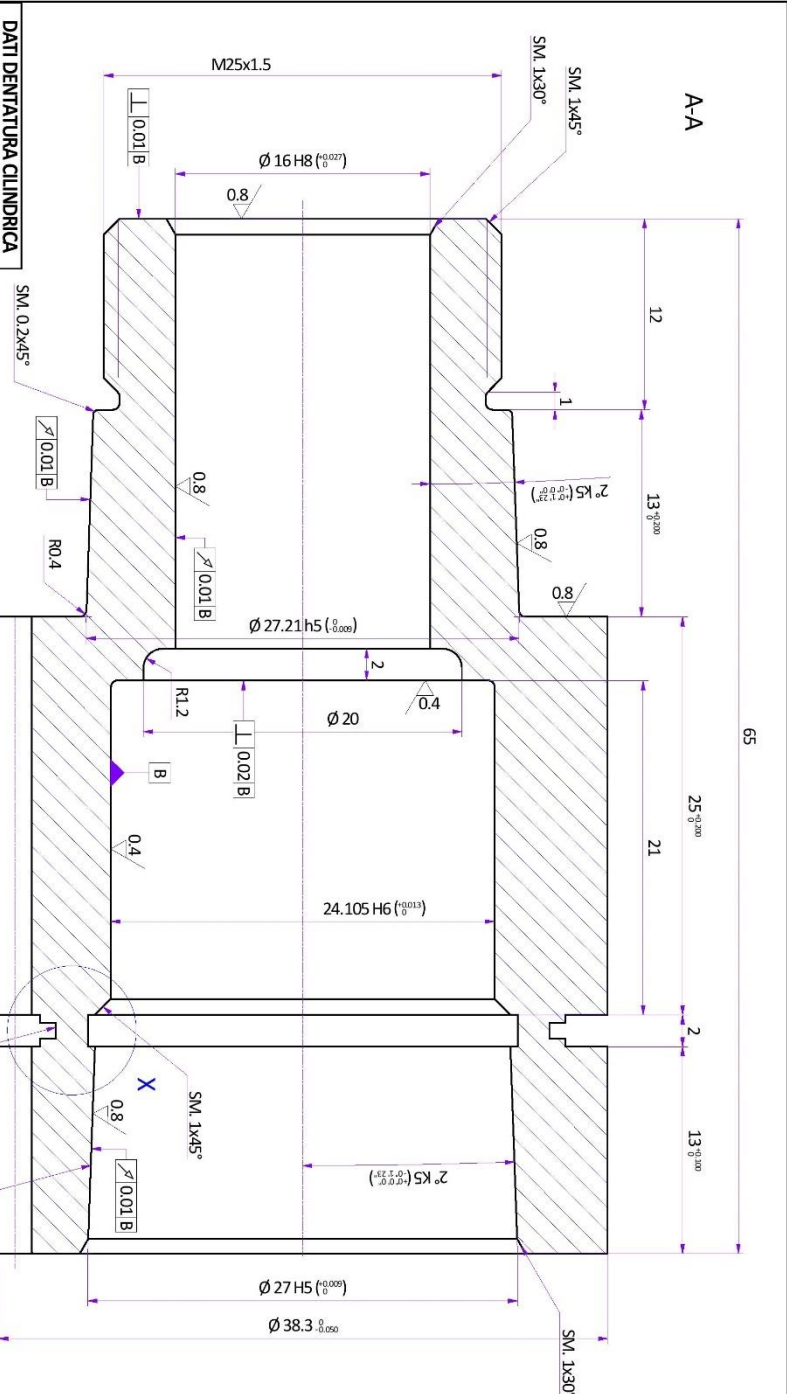 A-A
65
12
13 +0.200 0
25 +0.200 0
2
13 +0.100 0
1
21
SM. 1x45°
SM. 1x30°
M25x1.5
Ø 16 H8 (+0.027 0)
0.8
⊥ 0.01 B
2° K5
0.8
0.8
0.8
↗ 0.01 B
Ø 27.21 h5 (0 -0.009)
2
0.4
Ø 20
R1.2
⊥ 0.02 B
B
0.4
24.105 H6 (+0.013 0)
SM. 1x45°
X
0.8
↗ 0.01 B
2° K5
Ø 27 H5 (+0.009 0)
Ø 38.3 0 -0.050
SM. 1x30°
SM. 0.2x45°
↗ 0.01 B
R0.4
DATI DENTATURA CILINDRICA